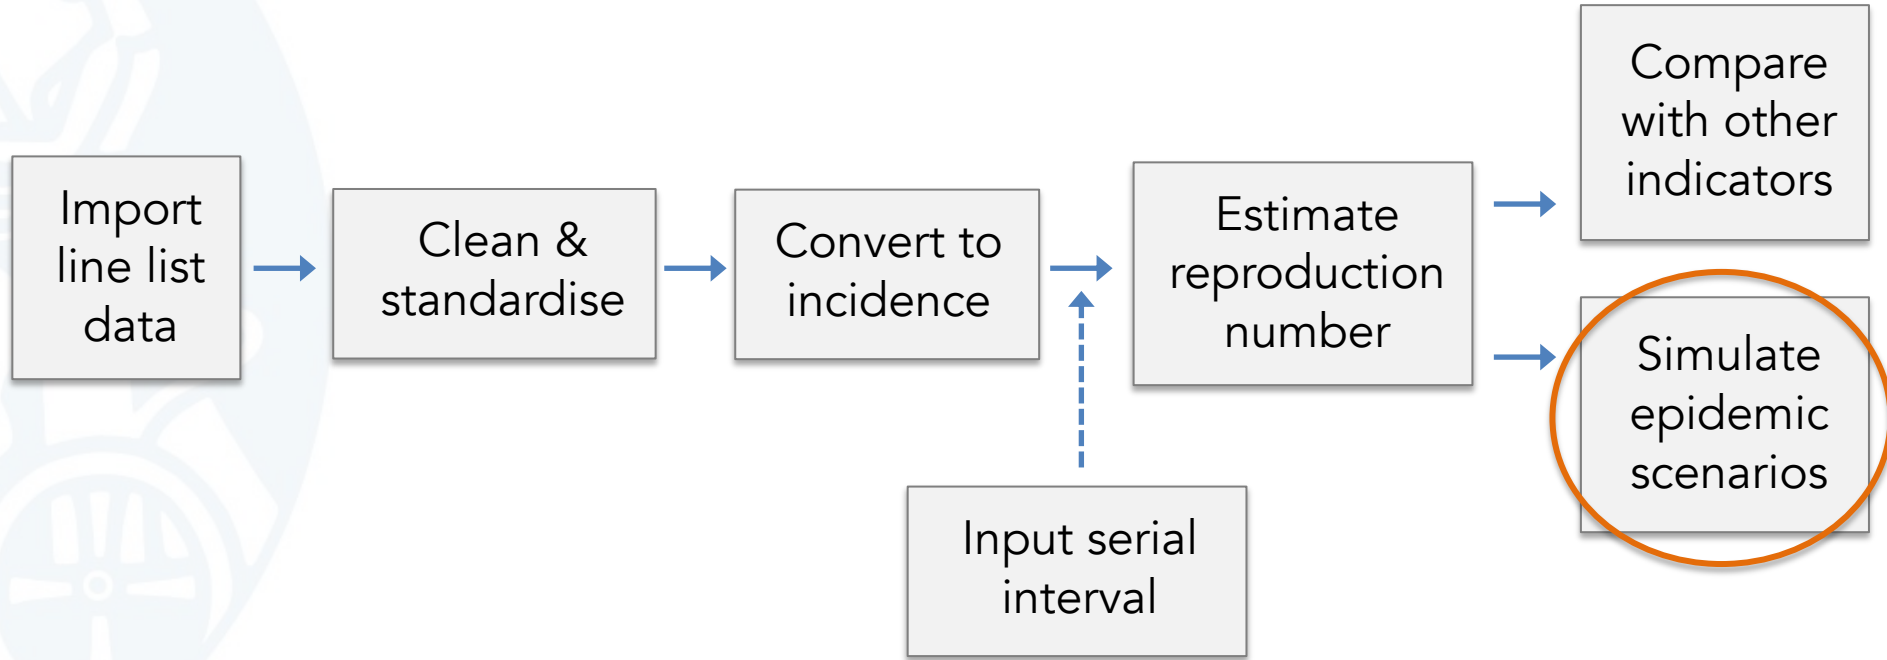 Import
line list
data
Clean &
standardise
Convert to
incidence
Input serial
interval
Estimate
reproduction
number
Compare
with other
indicators
Simulate
epidemic
scenarios